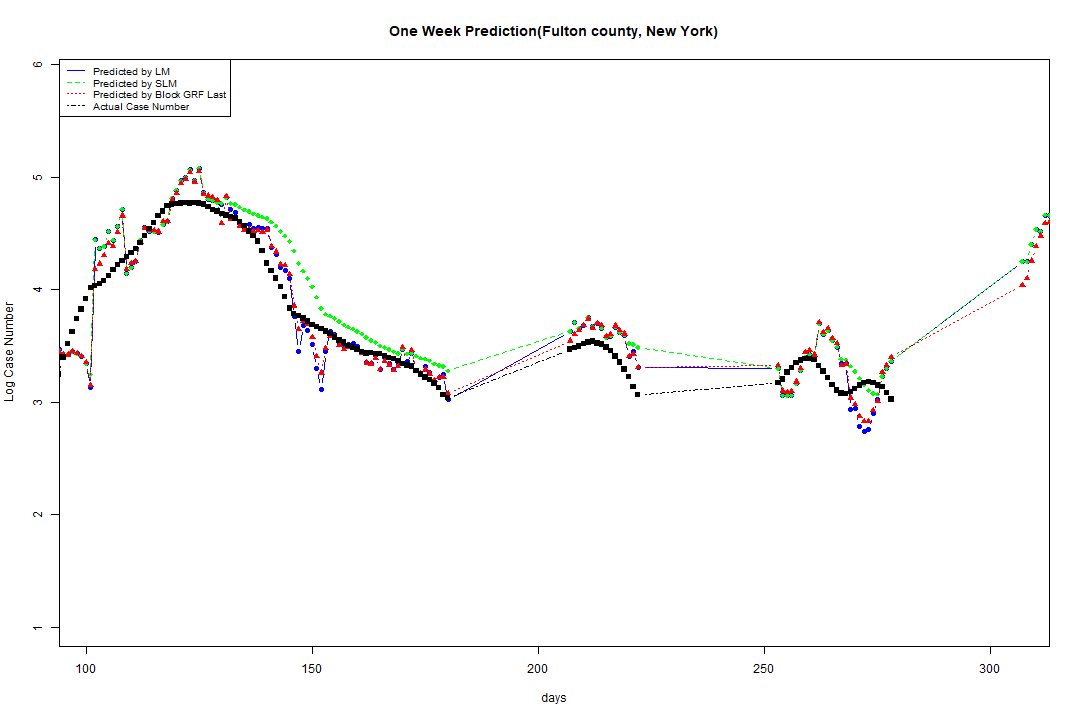 One Week Prediction(Fulton county, New York)
Predicted by LM
Predicted by SLM
Predicted by Block GRF Last
Actual Case Number
Log Case Number
6
5
4
3
2
1
100 150 200 250 300
days